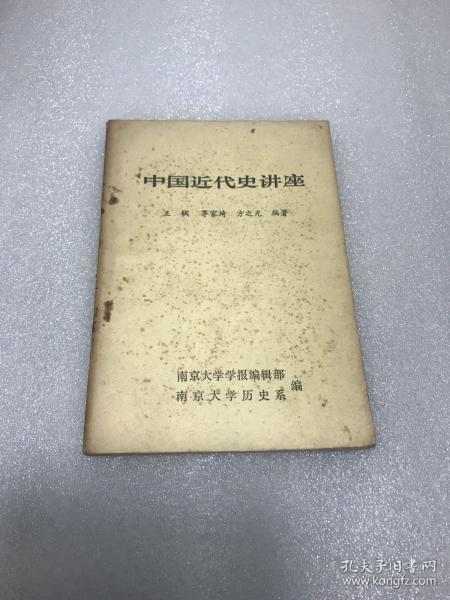 中国近代史讲座
王栻 茅家琦 方之光 编著
南京大学学报编辑部
南京大学历史系
编
孔夫子旧书网
www.kongfz.com